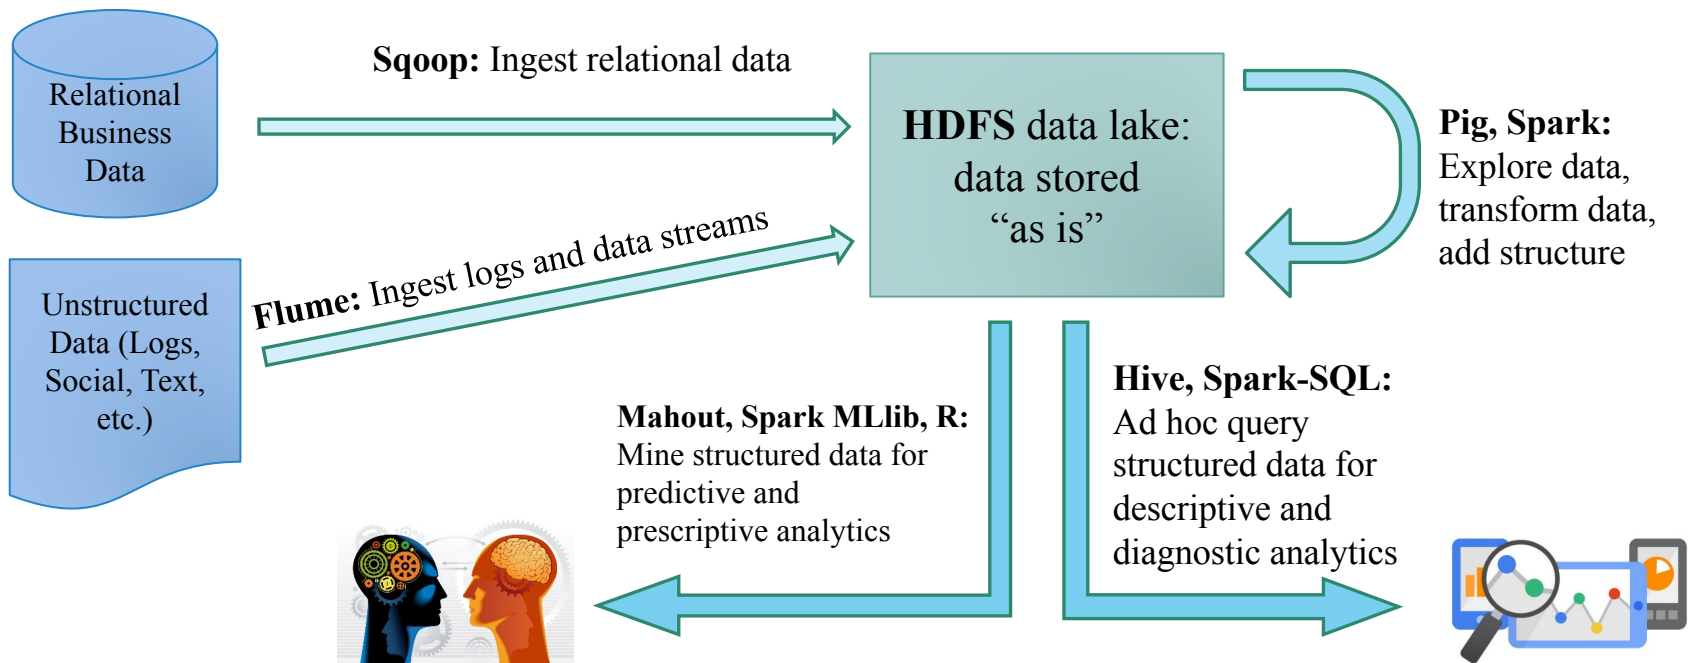 Relational
Business
Data
Sqoop: Ingest relational data
HDFS data lake:
data stored
“as is”
Pig, Spark:
Explore data,
transform data,
add structure
Unstructured
Data (Logs,
Social, Text,
etc.)
Flume: Ingest logs and data streams
Mahout, Spark MLlib, R:
Mine structured data for
predictive and
prescriptive analytics
Hive, Spark-SQL:
Ad hoc query
structured data for
descriptive and
diagnostic analytics